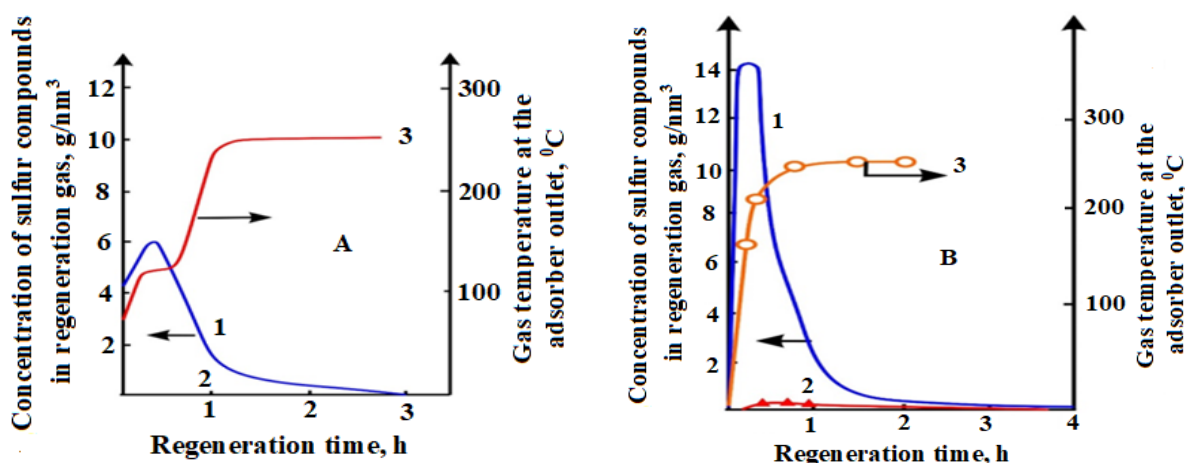 Concentration of sulfur compounds
in regeneration gas, g/nm³
12
10
8
6
4
2
1
2
3
A
300
200
100
Gas temperature at the
adsorber outlet, ⁰C
1
2
3
Regeneration time, h
Concentration of sulfur compounds
in regeneration gas, g/nm³
14
12
10
8
6
4
2
1
2
3
B
300
200
100
Gas temperature at the
adsorber outlet, ⁰C
1
2
3
4
Regeneration time, h